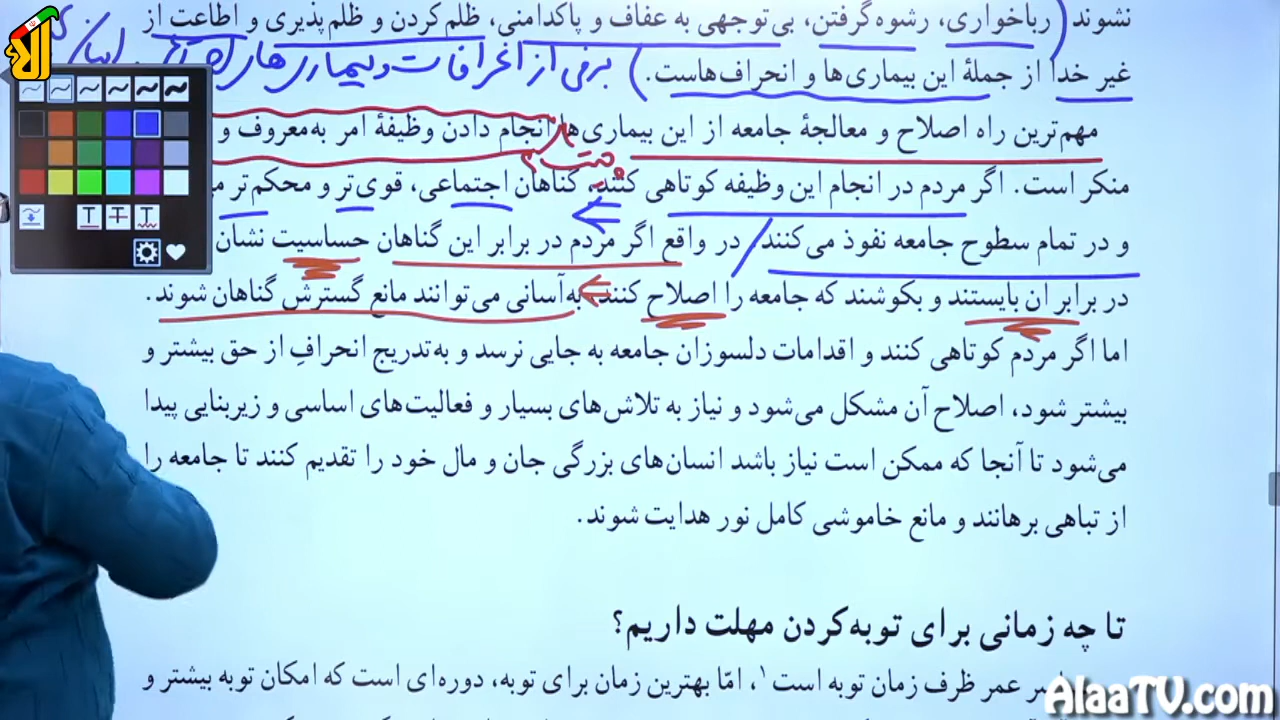 نشوند (رباخواری، رشوه‌گرفتن، بی‌توجهی به عفاف و پاکدامنی، ظلم‌کردن و ظلم‌پذیری و اطاعت از
غیر خدا از جملهٔ این بیماری‌ها و انحراف‌هاست.) برخی از انحرافات و بیماری‌های
مهم‌ترین راه اصلاح و معالجهٔ جامعه از این بیماری‌ها انجام دادن وظیفهٔ امر به‌معروف و
مثبت
منکر است. اگر مردم در انجام این وظیفه کوتاهی کنند، گناهان اجتماعی، قوی‌تر و محکم‌تر
و در تمام سطوح جامعه نفوذ می‌کنند/ در واقع اگر مردم در برابر این گناهان حساسیت نشان
در برابر آن بایستند و بکوشند که جامعه را اصلاح کنند، به‌آسانی می‌توانند مانع گسترش گناهان شوند.
اما اگر مردم کوتاهی کنند و اقدامات دلسوزان جامعه به جایی نرسد و به‌تدریج انحرافِ از حق بیشتر و
بیشتر شود، اصلاح آن مشکل می‌شود و نیاز به تلاش‌های بسیار و فعالیت‌های اساسی و زیربنایی پیدا
می‌شود تا آنجا که ممکن است نیاز باشد انسان‌های بزرگی جان و مال خود را تقدیم کنند تا جامعه را
از تباهی برهانند و مانع خاموشی کامل نور هدایت شوند.
تا چه زمانی برای توبه‌کردن مهلت داریم؟
عمر ظرف زمان توبه است۱، امّا بهترین زمان برای توبه، دوره‌ای است که امکان توبه بیشتر و
AlaaTV.com